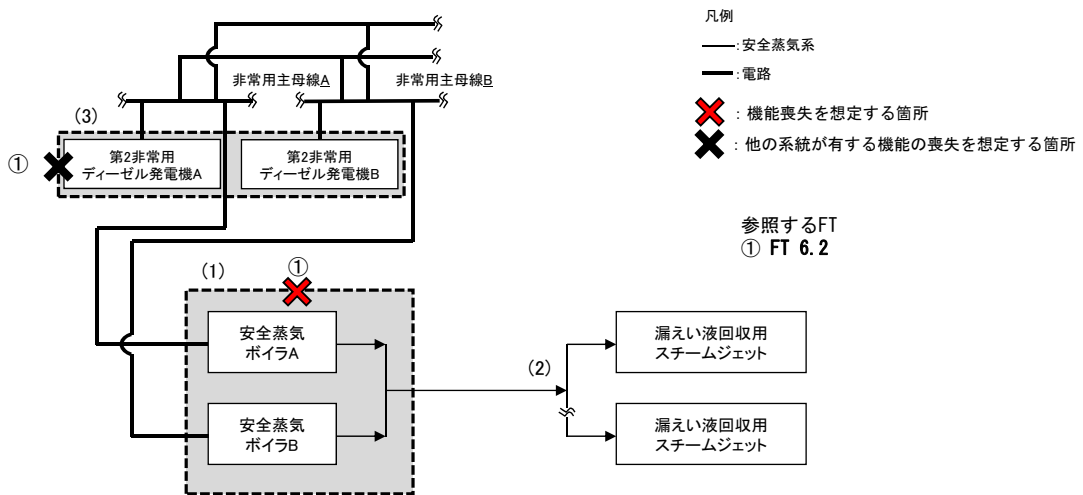 凡例
:安全蒸気系
:電路
:機能喪失を想定する箇所
:他の系統が有する機能の喪失を想定する箇所
非常用主母線A
非常用主母線B
(3)
①
第2非常用
ディーゼル発電機A
第2非常用
ディーゼル発電機B
参照するFT
① FT 6.2
(1)
①
安全蒸気
ボイラA
安全蒸気
ボイラB
(2)
漏えい液回収用
スチームジェット
漏えい液回収用
スチームジェット